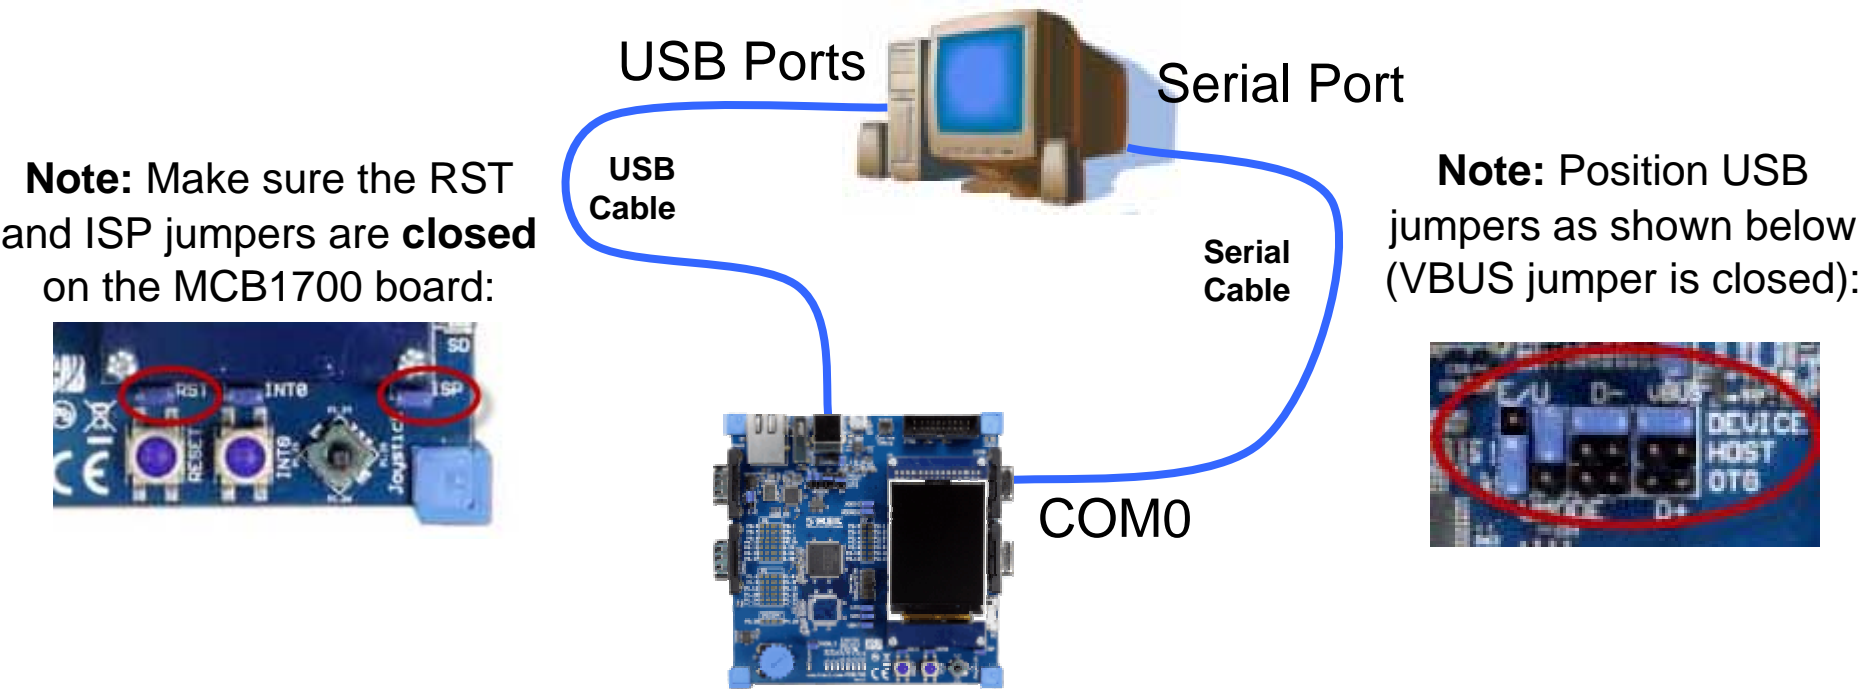 USB Ports
Serial Port
USB
Cable
Note: Make sure the RST
and ISP jumpers are closed
on the MCB1700 board:
Serial
Cable
Note: Position USB
jumpers as shown below
(VBUS jumper is closed):
SD
RST
INT0
ISP
RESET
INT0
Joystick
CE
E/U
D-
VBUS
DEVICE
HOST
OTG
D+
COM0
CE